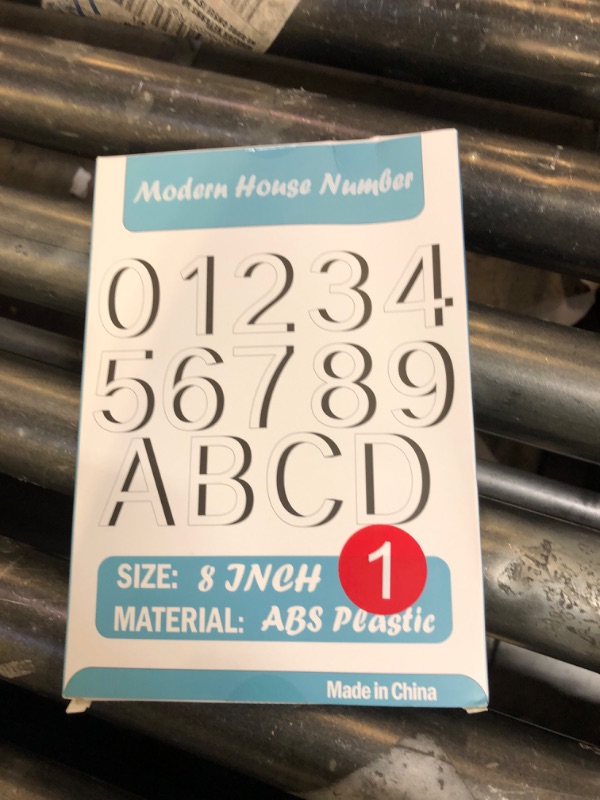 Modern House Number
01234
56789
ABCD
SIZE: 8 INCH
1
MATERIAL: ABS Plastic
Made in China